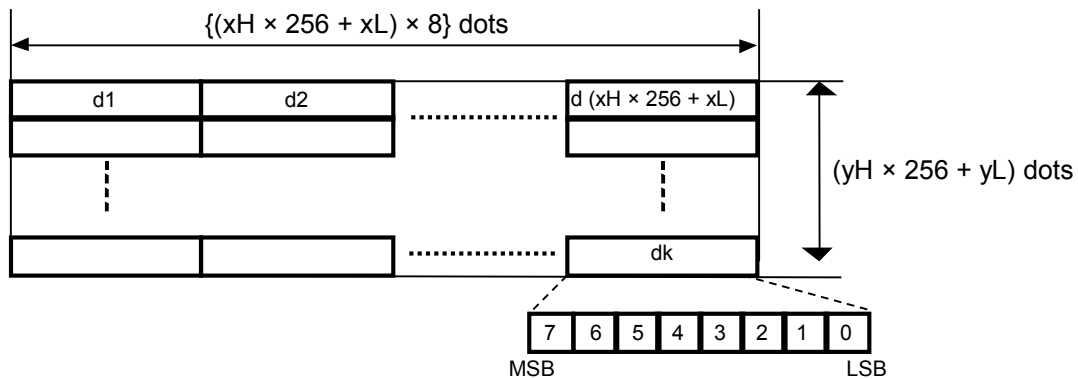 {(xH × 256 + xL) × 8} dots
d1 d2 d (xH × 256 + xL)
(yH × 256 + yL) dots
dk
7 6 5 4 3 2 1 0
MSB LSB